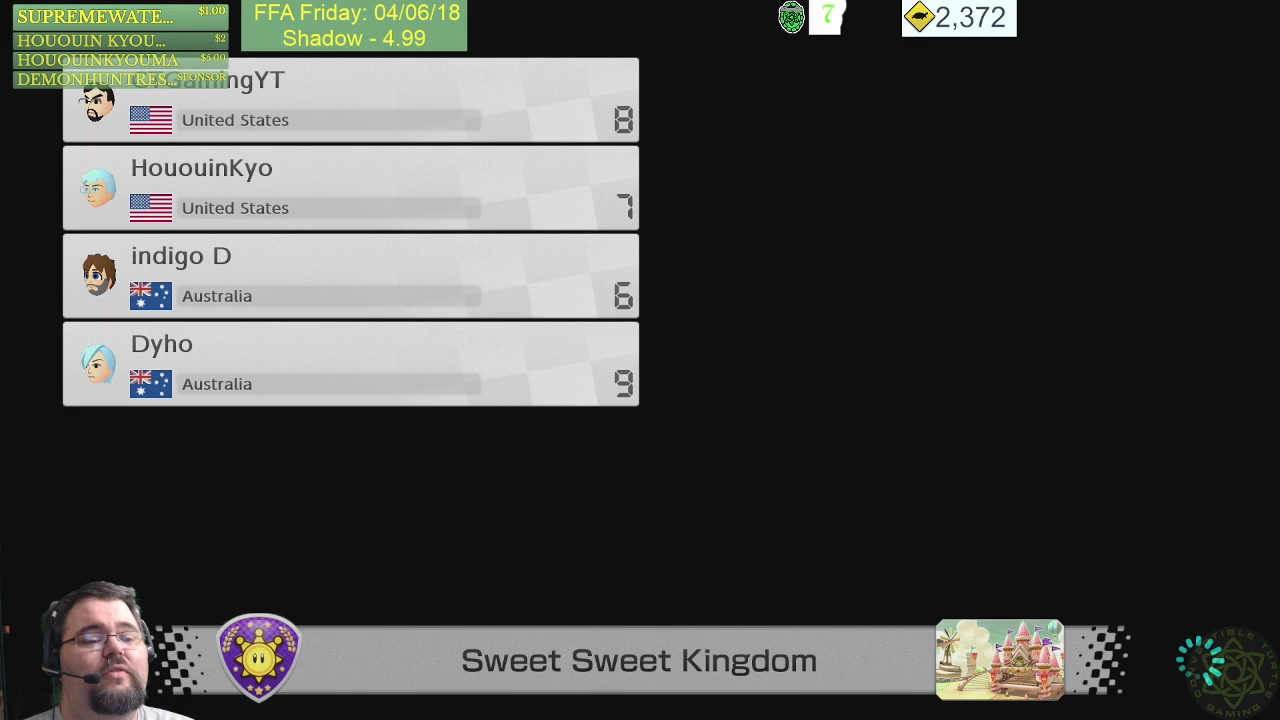 SUPREMEWATE... $1.00
HOUOUIN KYOU... $2
HOUOUINKYOUMA $5.00
DEMONHUNTRES... SPONSOR
FFA Friday: 04/06/18
Shadow - 4.99
7
2,372
GamingYT
United States
8
HououinKyo
United States
7
indigo D
Australia
6
Dyho
Australia
9
Sweet Sweet Kingdom
GAMING